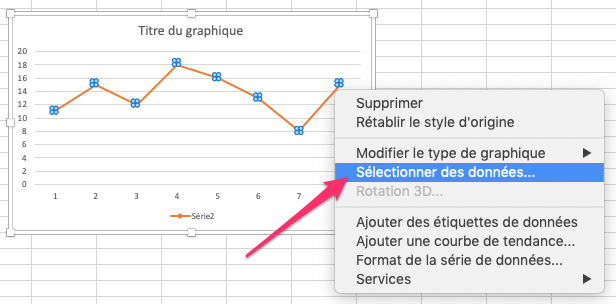 Titre du graphique
20
18
16
14
12
10
8
6
4
2
0
1 2 3 4 5 6 7
Série2
Supprimer
Rétablir le style d'origine
Modifier le type de graphique
Sélectionner des données...
Rotation 3D...
Ajouter des étiquettes de données
Ajouter une courbe de tendance...
Format de la série de données...
Services